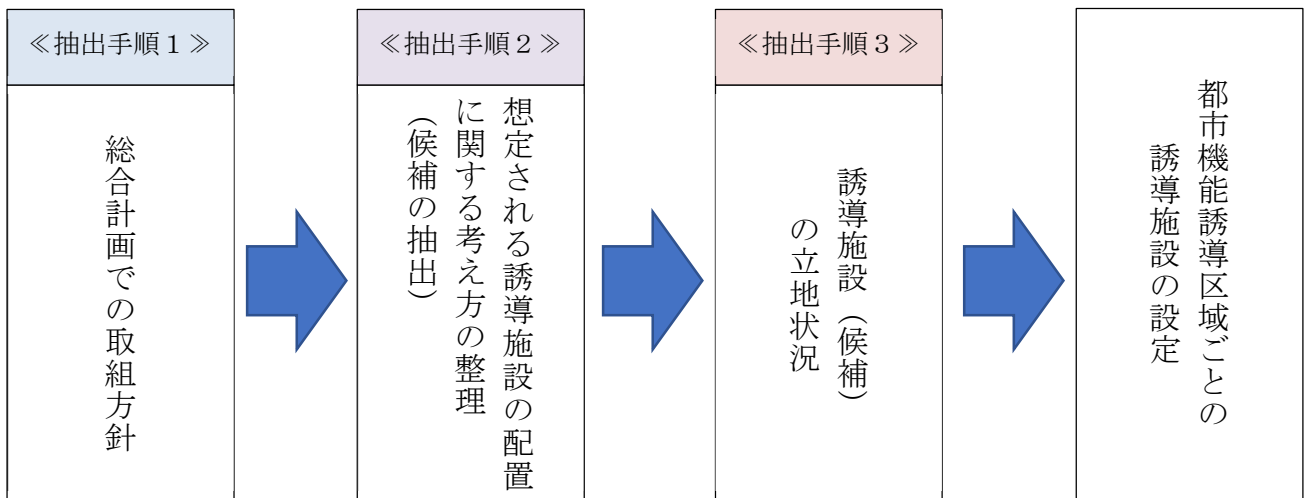 ≪抽出手順１≫
総合計画での取組方針
≪抽出手順２≫
想定される誘導施設の配置
に関する考え方の整理
（候補の抽出）
≪抽出手順３≫
誘導施設（候補）
の立地状況
都市機能誘導区域ごとの
誘導施設の設定